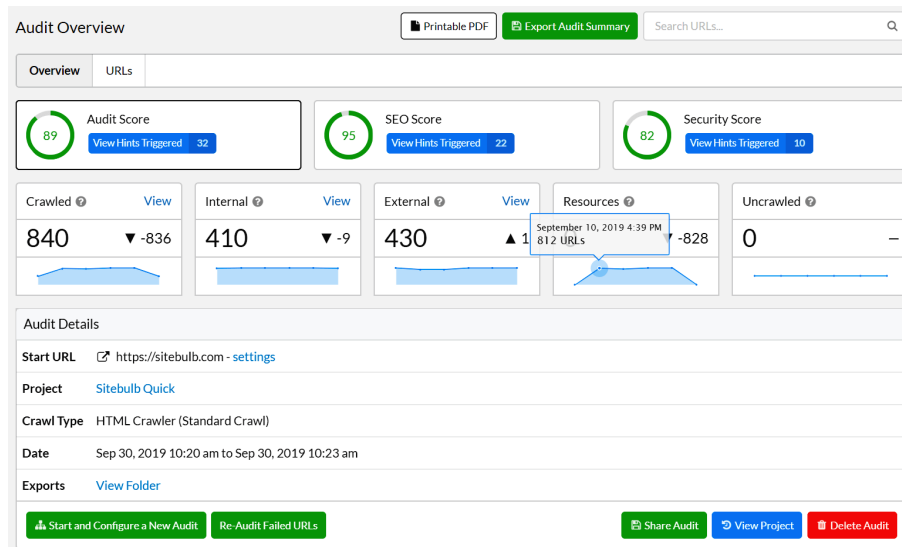 Audit Overview
Printable PDF
Export Audit Summary
Search URLs...
Overview
URLs
89
Audit Score
View Hints Triggered 32
95
SEO Score
View Hints Triggered 22
82
Security Score
View Hints Triggered 10
Crawled View
840 ▼ -836
Internal View
410 ▼ -9
External View
430 ▲ 1
Resources
September 10, 2019 4:39 PM
812 URLs
-828
Uncrawled
0 –
Audit Details
Start URL https://sitebulb.com - settings
Project Sitebulb Quick
Crawl Type HTML Crawler (Standard Crawl)
Date Sep 30, 2019 10:20 am to Sep 30, 2019 10:23 am
Exports View Folder
Start and Configure a New Audit
Re-Audit Failed URLs
Share Audit
View Project
Delete Audit